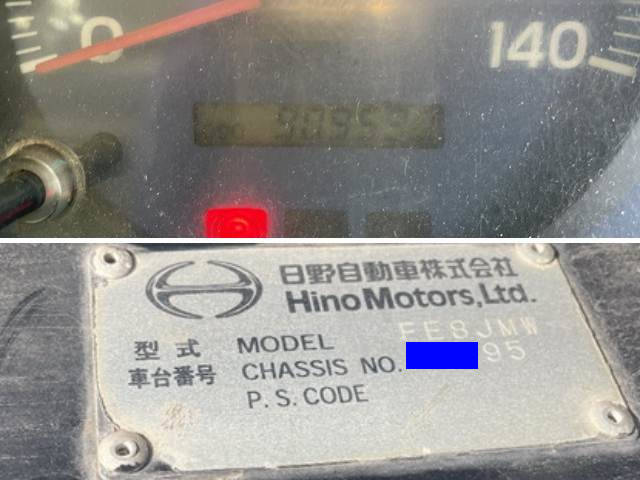 0
140
日野自動車株式会社
Hino Motors, Ltd.
型式 MODEL FE8JMW
車台番号 CHASSIS NO. 95
P.S. CODE